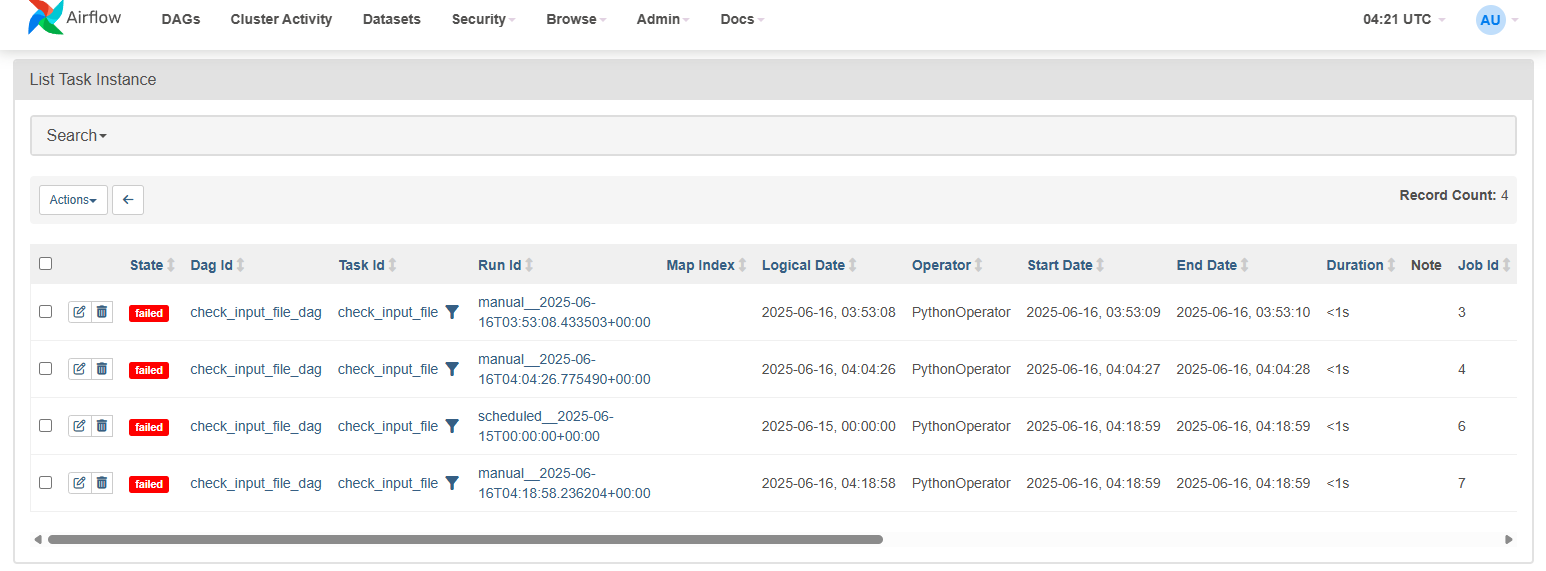 Airflow DAGs Cluster Activity Datasets Security Browse Admin Docs 04:21 UTC AU
List Task Instance
Search
Actions Record Count: 4
State Dag Id Task Id Run Id Map Index Logical Date Operator Start Date End Date Duration Note Job Id
failed check_input_file_dag check_input_file manual__2025-06-16T03:53:08.433503+00:00 2025-06-16, 03:53:08 PythonOperator 2025-06-16, 03:53:09 2025-06-16, 03:53:10 <1s 3
failed check_input_file_dag check_input_file manual__2025-06-16T04:04:26.775490+00:00 2025-06-16, 04:04:26 PythonOperator 2025-06-16, 04:04:27 2025-06-16, 04:04:28 <1s 4
failed check_input_file_dag check_input_file scheduled__2025-06-15T00:00:00+00:00 2025-06-15, 00:00:00 PythonOperator 2025-06-16, 04:18:59 2025-06-16, 04:18:59 <1s 6
failed check_input_file_dag check_input_file manual__2025-06-16T04:18:58.236204+00:00 2025-06-16, 04:18:58 PythonOperator 2025-06-16, 04:18:59 2025-06-16, 04:18:59 <1s 7